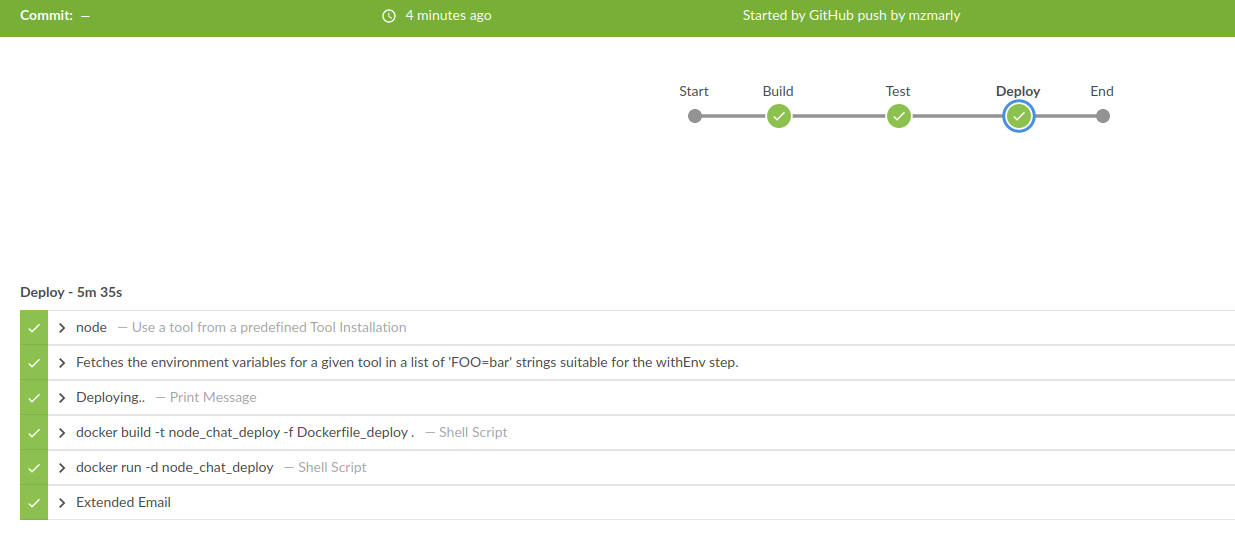 Commit: — 4 minutes ago Started by GitHub push by mzmarly
Start Build Test Deploy End
Deploy - 5m 35s
node — Use a tool from a predefined Tool Installation
Fetches the environment variables for a given tool in a list of 'FOO=bar' strings suitable for the withEnv step.
Deploying.. — Print Message
docker build -t node_chat_deploy -f Dockerfile_deploy . — Shell Script
docker run -d node_chat_deploy — Shell Script
Extended Email